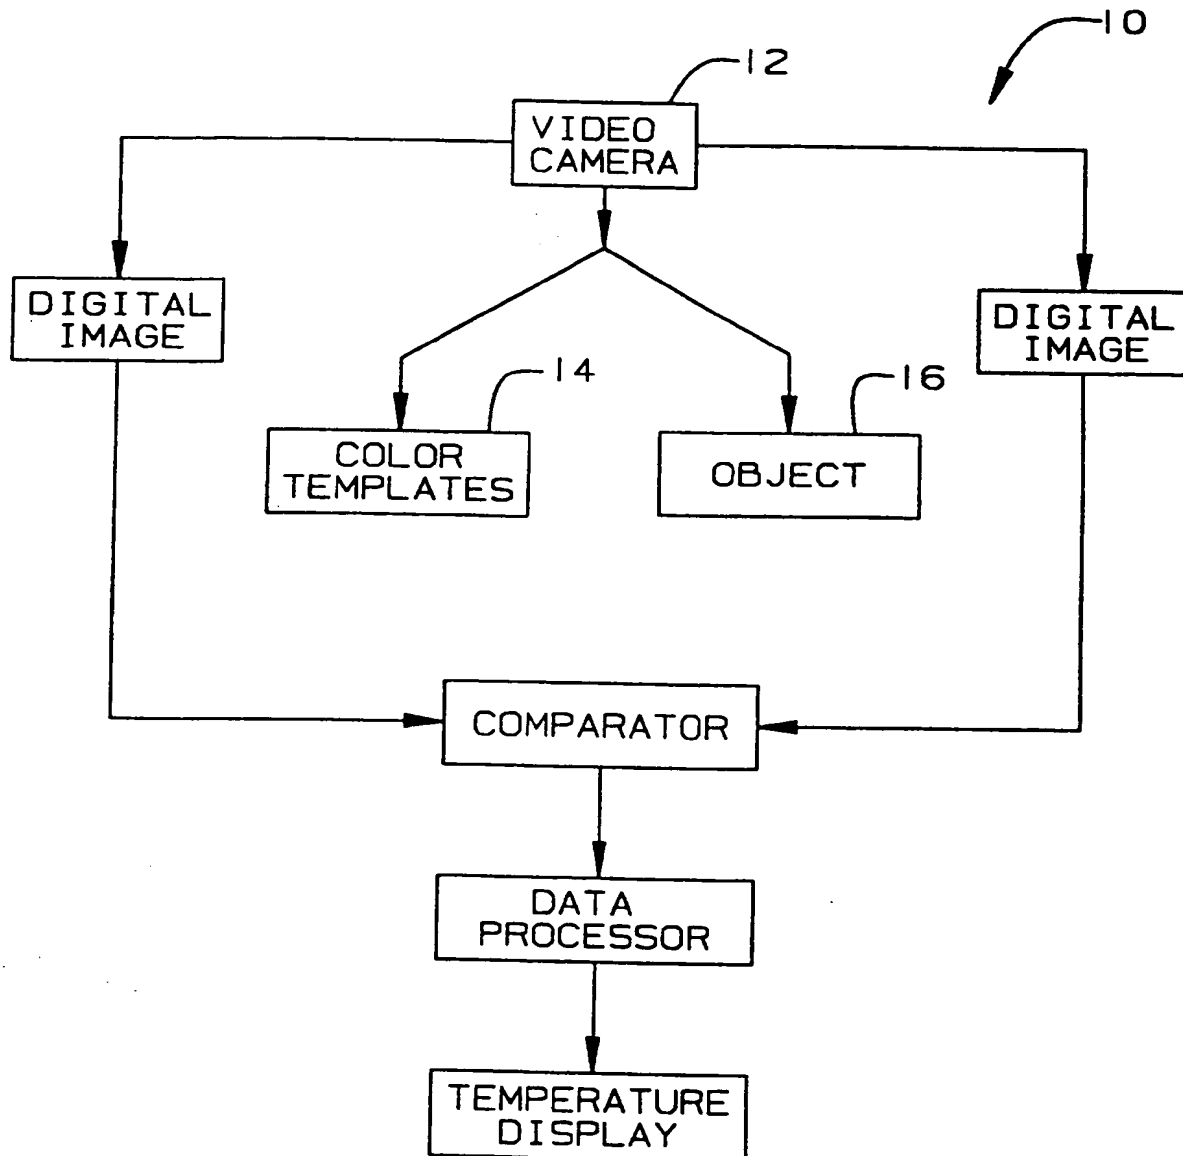 10
12
VIDEO
CAMERA
DIGITAL
IMAGE
DIGITAL
IMAGE
14
16
COLOR
TEMPLATES
OBJECT
COMPARATOR
DATA
PROCESSOR
TEMPERATURE
DISPLAY